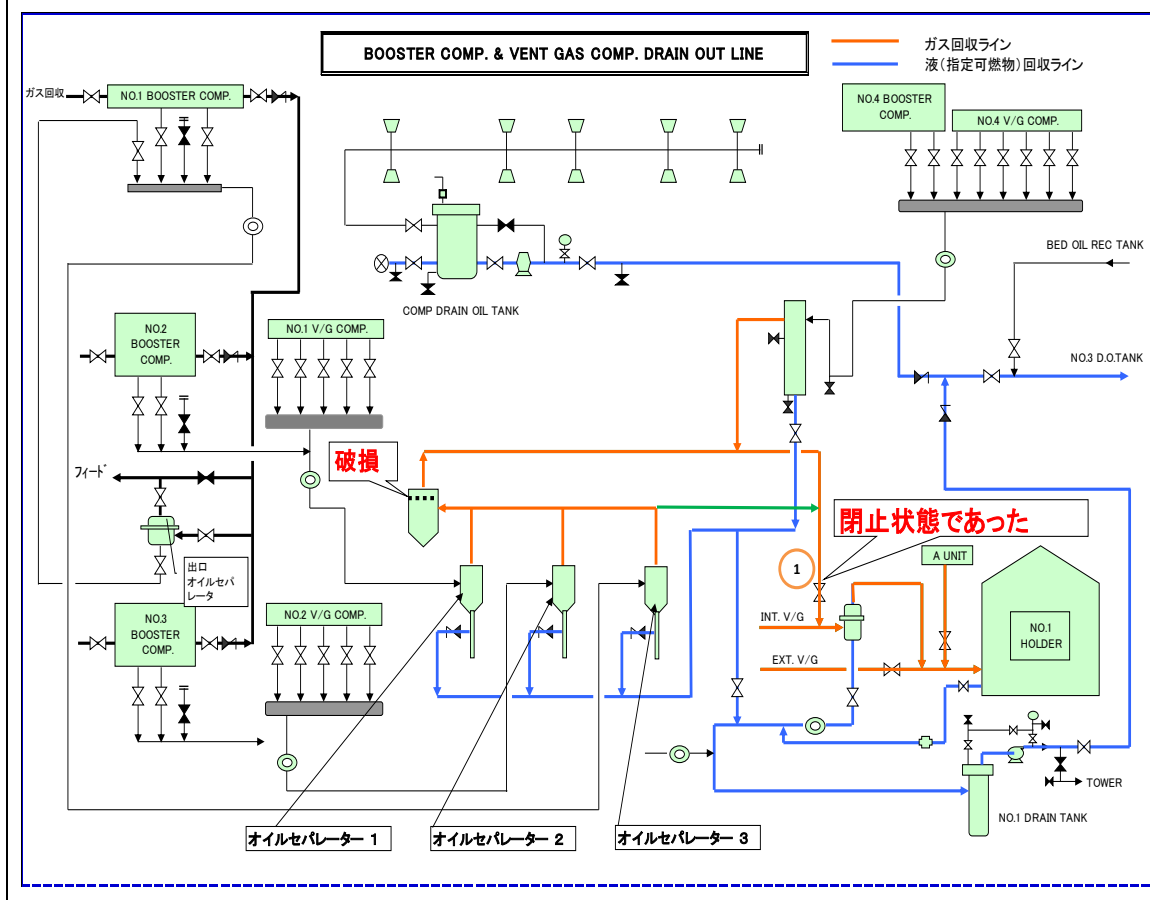 BOOSTER COMP. & VENT GAS COMP. DRAIN OUT LINE
ガス回収ライン
液(指定可燃物)回収ライン
ガス回収
NO.1 BOOSTER COMP.
NO.4 BOOSTER
COMP.
NO.4 V/G COMP.
BED OIL REC TANK
COMP DRAIN OIL TANK
NO.2
BOOSTER
COMP.
NO.1 V/G COMP.
NO.3 D.O.TANK
破損
フィード
閉止状態であった
1
A UNIT
出口
オイルセパ
レータ
INT. V/G
NO.1
HOLDER
NO.3
BOOSTER
COMP.
NO.2 V/G COMP.
EXT. V/G
TOWER
NO.1 DRAIN TANK
オイルセパレーター 1
オイルセパレーター 2
オイルセパレーター 3